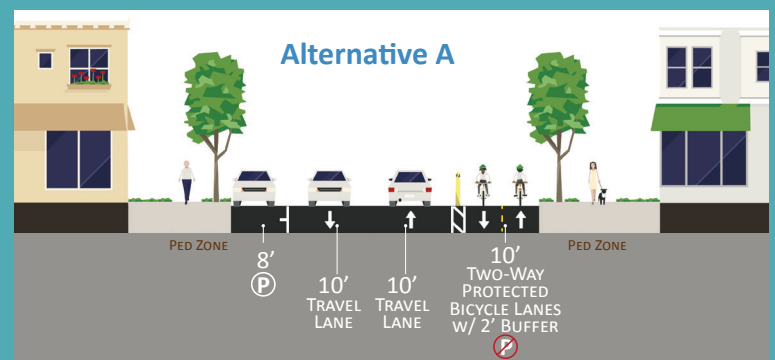 Alternative A
PED ZONE
PED ZONE
8’
P
10’
TRAVEL
LANE
10’
TRAVEL
LANE
10’
TWO-WAY
PROTECTED
BICYCLE LANES
W/ 2’ BUFFER
P